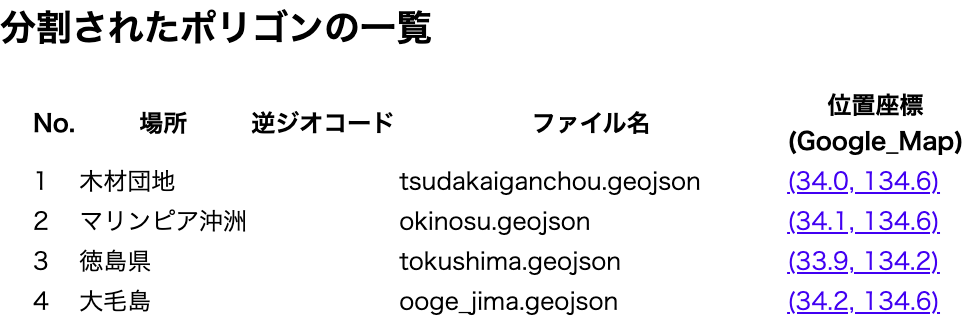 分割されたポリゴンの一覧
No. 場所 逆ジオコード ファイル名 位置座標
(Google_Map)
1 木材団地 tsudakaiganchou.geojson (34.0, 134.6)
2 マリンピア沖洲 okinosu.geojson (34.1, 134.6)
3 徳島県 tokushima.geojson (33.9, 134.2)
4 大毛島 ooge_jima.geojson (34.2, 134.6)